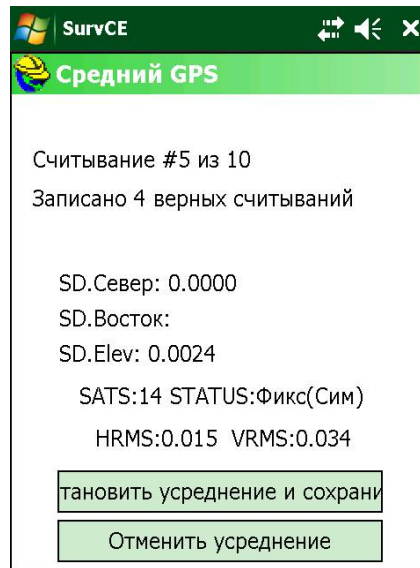 SurvCE
Средний GPS
Считывание #5 из 10
Записано 4 верных считываний
SD.Север: 0.0000
SD.Восток:
SD.Elev: 0.0024
SATS:14 STATUS:Фикс(Сим)
HRMS:0.015 VRMS:0.034
тановить усреднение и сохрани
Отменить усреднение